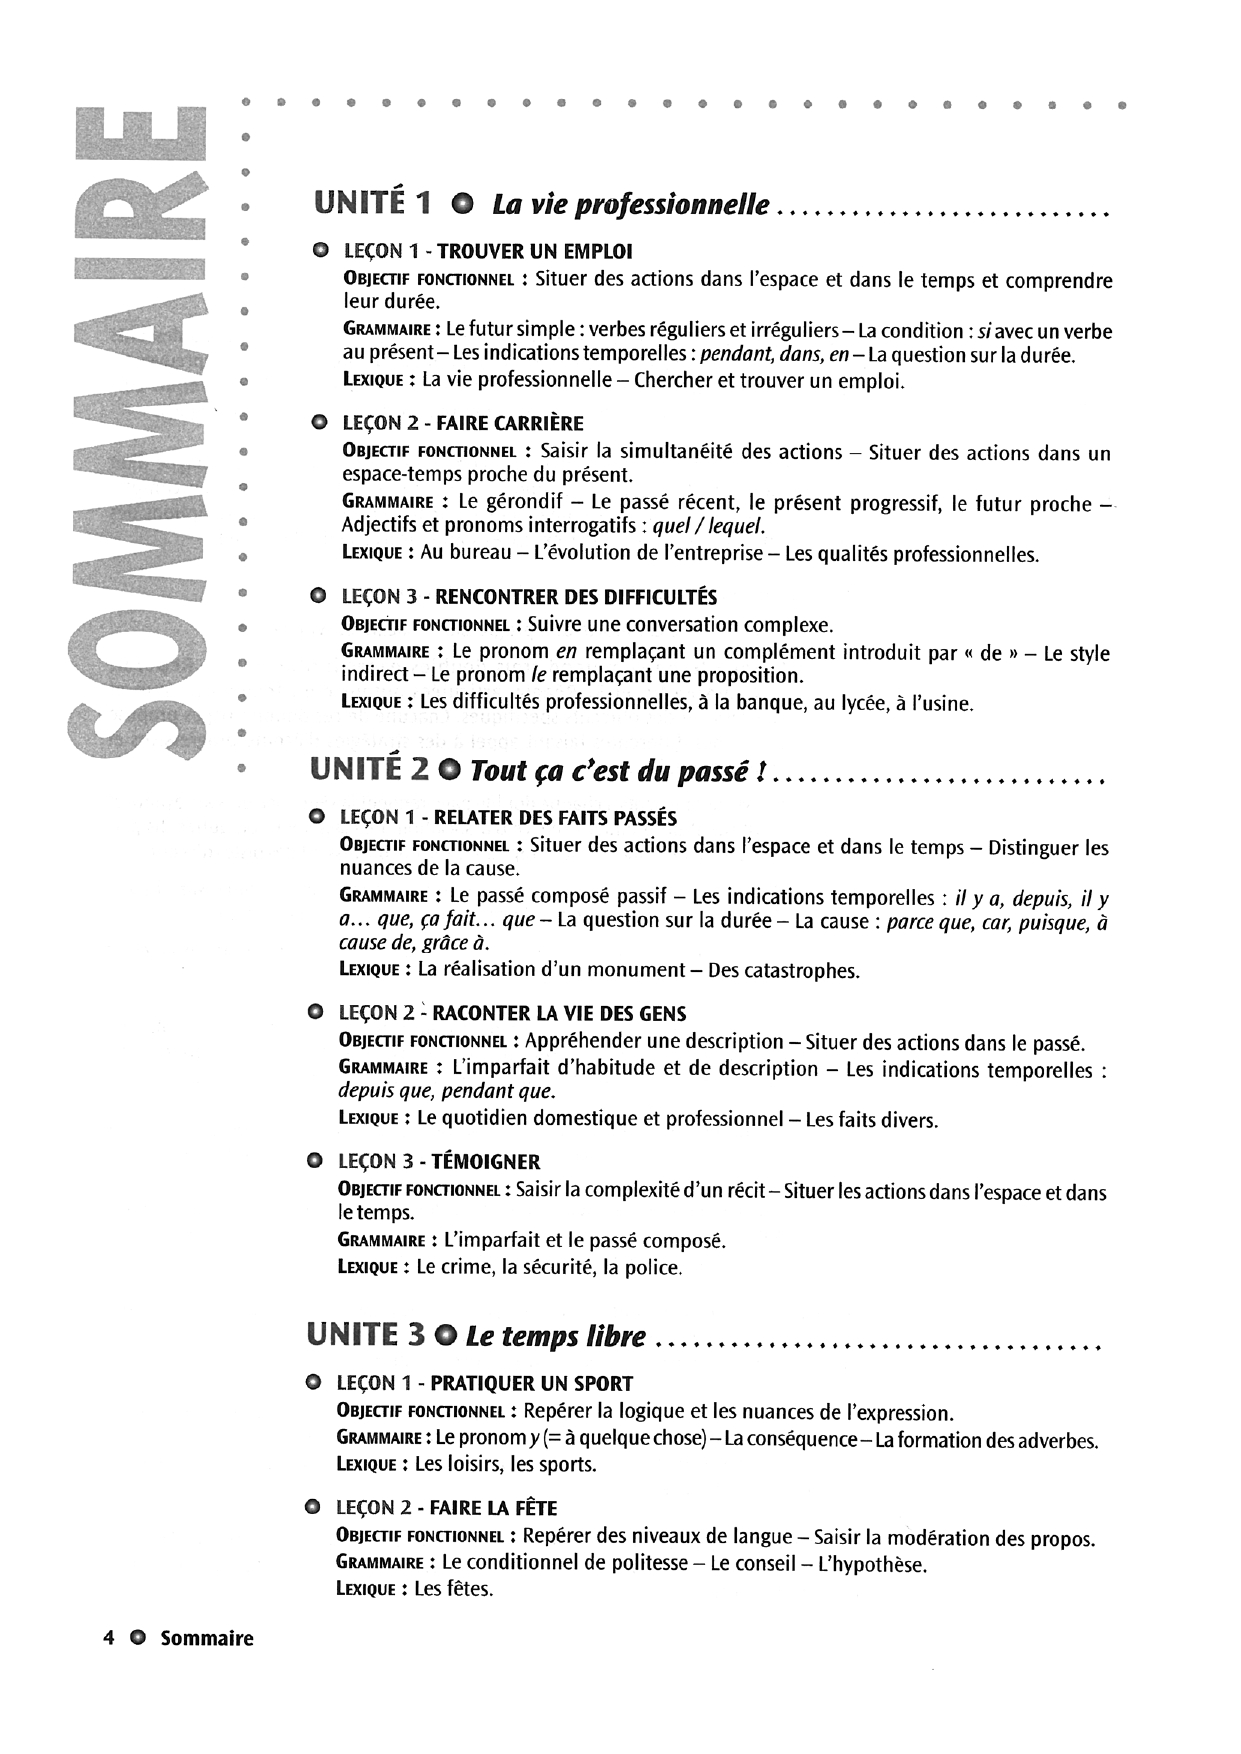 SOMMAIRE
UNITÉ 1 ● La vie professionnelle ...........................
● LEÇON 1 - TROUVER UN EMPLOI
OBJECTIF FONCTIONNEL : Situer des actions dans l'espace et dans le temps et comprendre
leur durée.
GRAMMAIRE : Le futur simple : verbes réguliers et irréguliers – La condition : si avec un verbe
au présent – Les indications temporelles : pendant, dans, en – La question sur la durée.
LEXIQUE : La vie professionnelle – Chercher et trouver un emploi.
● LEÇON 2 - FAIRE CARRIÈRE
OBJECTIF FONCTIONNEL : Saisir la simultanéité des actions – Situer des actions dans un
espace-temps proche du présent.
GRAMMAIRE : Le gérondif – Le passé récent, le présent progressif, le futur proche –
Adjectifs et pronoms interrogatifs : quel / lequel.
LEXIQUE : Au bureau – L'évolution de l'entreprise – Les qualités professionnelles.
● LEÇON 3 - RENCONTRER DES DIFFICULTÉS
OBJECTIF FONCTIONNEL : Suivre une conversation complexe.
GRAMMAIRE : Le pronom en remplaçant un complément introduit par « de » – Le style
indirect – Le pronom le remplaçant une proposition.
LEXIQUE : Les difficultés professionnelles, à la banque, au lycée, à l'usine.
UNITÉ 2 ● Tout ça c'est du passé ! ...........................
● LEÇON 1 - RELATER DES FAITS PASSÉS
OBJECTIF FONCTIONNEL : Situer des actions dans l'espace et dans le temps – Distinguer les
nuances de la cause.
GRAMMAIRE : Le passé composé passif – Les indications temporelles : il y a, depuis, il y
a... que, ça fait... que – La question sur la durée – La cause : parce que, car, puisque, à
cause de, grâce à.
LEXIQUE : La réalisation d'un monument – Des catastrophes.
● LEÇON 2 - RACONTER LA VIE DES GENS
OBJECTIF FONCTIONNEL : Appréhender une description – Situer des actions dans le passé.
GRAMMAIRE : L'imparfait d'habitude et de description – Les indications temporelles :
depuis que, pendant que.
LEXIQUE : Le quotidien domestique et professionnel – Les faits divers.
● LEÇON 3 - TÉMOIGNER
OBJECTIF FONCTIONNEL : Saisir la complexité d'un récit – Situer les actions dans l'espace et dans
le temps.
GRAMMAIRE : L'imparfait et le passé composé.
LEXIQUE : Le crime, la sécurité, la police.
UNITE 3 ● Le temps libre ....................................
● LEÇON 1 - PRATIQUER UN SPORT
OBJECTIF FONCTIONNEL : Repérer la logique et les nuances de l'expression.
GRAMMAIRE : Le pronom y (= à quelque chose) – La conséquence – La formation des adverbes.
LEXIQUE : Les loisirs, les sports.
● LEÇON 2 - FAIRE LA FÊTE
OBJECTIF FONCTIONNEL : Repérer des niveaux de langue – Saisir la modération des propos.
GRAMMAIRE : Le conditionnel de politesse – Le conseil – L'hypothèse.
LEXIQUE : Les fêtes.
4 ● Sommaire